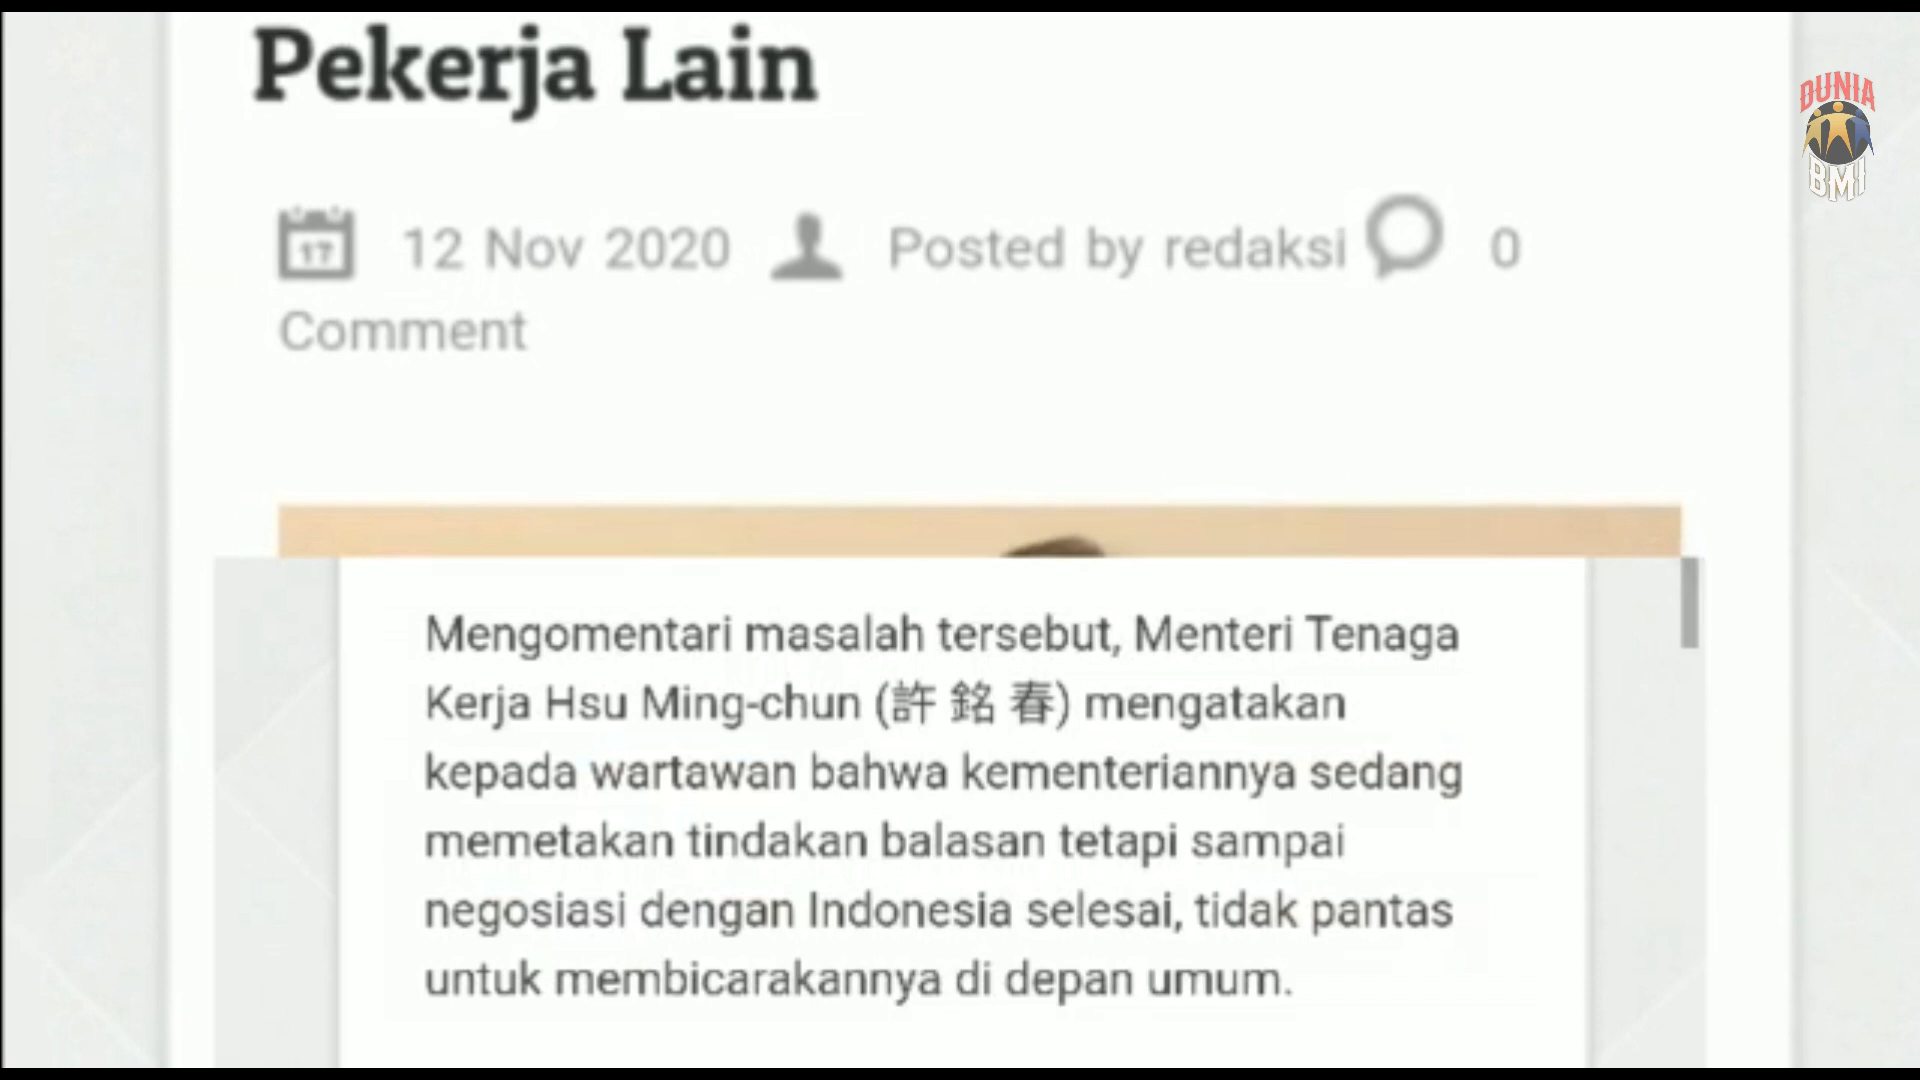 Pekerja Lain
DUNIA
BMI
17
12 Nov 2020
Posted by redaksi
0
Comment
Mengomentari masalah tersebut, Menteri Tenaga
Kerja Hsu Ming-chun (許 銘 春) mengatakan
kepada wartawan bahwa kementeriannya sedang
memetakan tindakan balasan tetapi sampai
negosiasi dengan Indonesia selesai, tidak pantas
untuk membicarakannya di depan umum.